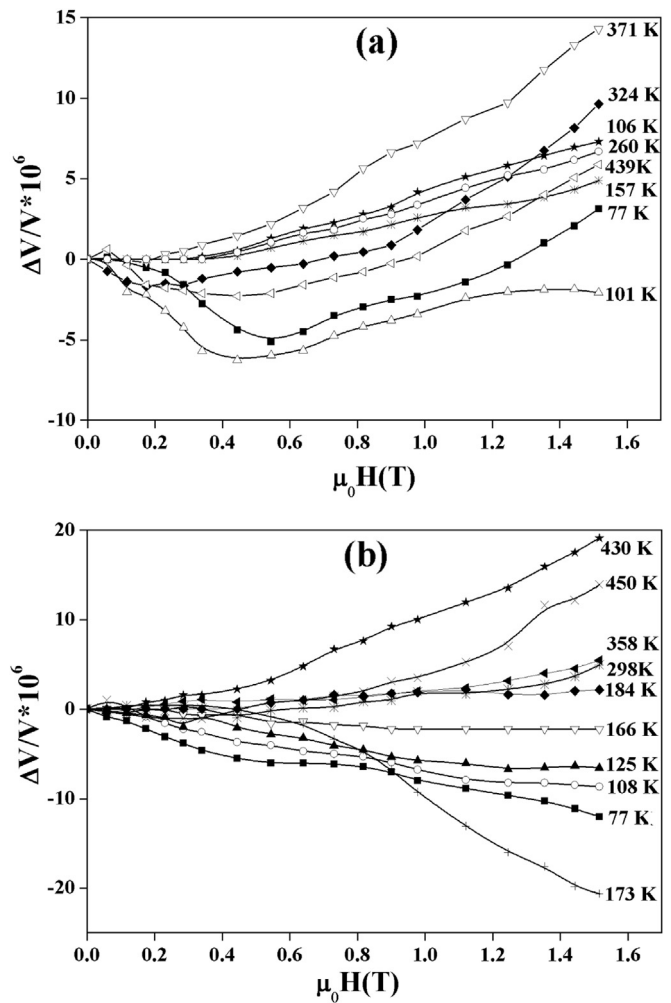 (a)
ΔV/V*10⁶
15
10
5
0
-5
-10
371 K
324 K
106 K
260 K
439K
157 K
77 K
101 K
0.0 0.2 0.4 0.6 0.8 1.0 1.2 1.4 1.6
μ₀H(T)
(b)
ΔV/V*10⁶
20
10
0
-10
-20
430 K
450 K
358 K
298K
184 K
166 K
125 K
108 K
77 K
173 K
0.0 0.2 0.4 0.6 0.8 1.0 1.2 1.4 1.6
μ₀H(T)